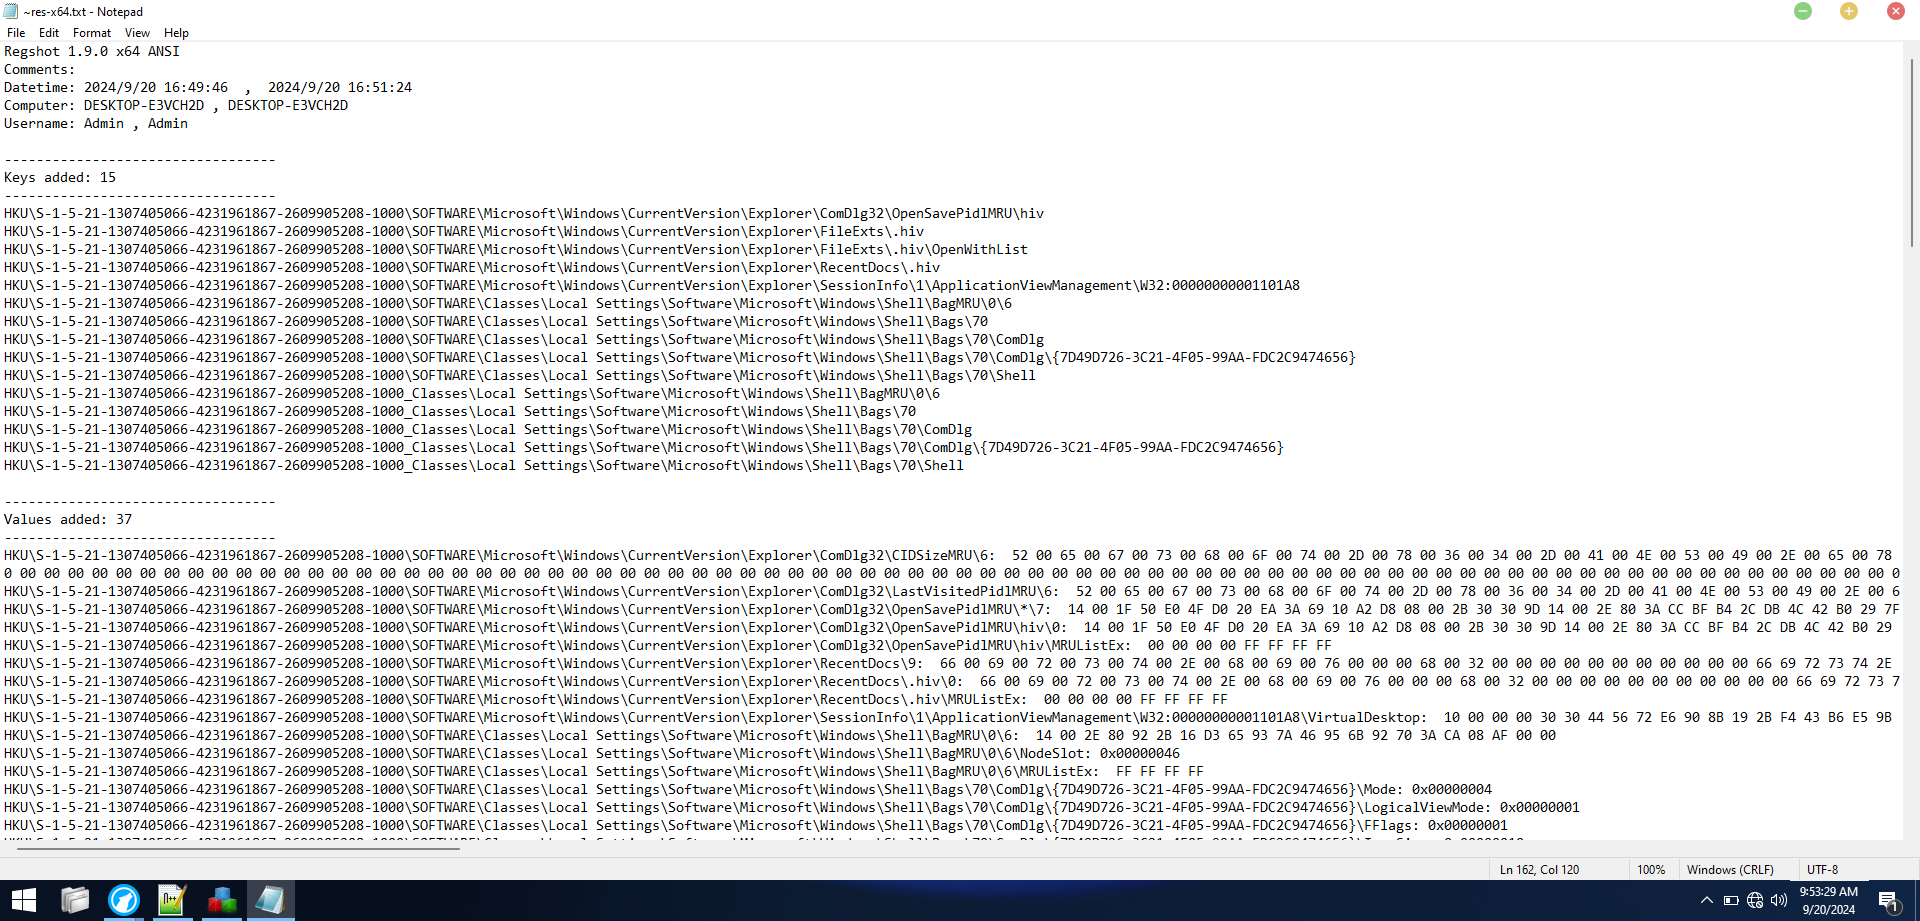 ~res-x64.txt - Notepad
File Edit Format View Help
Regshot 1.9.0 x64 ANSI
Comments:
Datetime: 2024/9/20 16:49:46  ,  2024/9/20 16:51:24
Computer: DESKTOP-E3VCH2D , DESKTOP-E3VCH2D
Username: Admin , Admin
----------------------------------
Keys added: 15
----------------------------------
HKU\S-1-5-21-1307405066-4231961867-2609905208-1000\SOFTWARE\Microsoft\Windows\CurrentVersion\Explorer\ComDlg32\OpenSavePidlMRU\hiv
HKU\S-1-5-21-1307405066-4231961867-2609905208-1000\SOFTWARE\Microsoft\Windows\CurrentVersion\Explorer\FileExts\.hiv
HKU\S-1-5-21-1307405066-4231961867-2609905208-1000\SOFTWARE\Microsoft\Windows\CurrentVersion\Explorer\FileExts\.hiv\OpenWithList
HKU\S-1-5-21-1307405066-4231961867-2609905208-1000\SOFTWARE\Microsoft\Windows\CurrentVersion\Explorer\RecentDocs\.hiv
HKU\S-1-5-21-1307405066-4231961867-2609905208-1000\SOFTWARE\Microsoft\Windows\CurrentVersion\Explorer\SessionInfo\1\ApplicationViewManagement\W32:00000000001101A8
HKU\S-1-5-21-1307405066-4231961867-2609905208-1000\SOFTWARE\Classes\Local Settings\Software\Microsoft\Windows\Shell\BagMRU\0\6
HKU\S-1-5-21-1307405066-4231961867-2609905208-1000\SOFTWARE\Classes\Local Settings\Software\Microsoft\Windows\Shell\Bags\70
HKU\S-1-5-21-1307405066-4231961867-2609905208-1000\SOFTWARE\Classes\Local Settings\Software\Microsoft\Windows\Shell\Bags\70\ComDlg
HKU\S-1-5-21-1307405066-4231961867-2609905208-1000\SOFTWARE\Classes\Local Settings\Software\Microsoft\Windows\Shell\Bags\70\ComDlg\{7D49D726-3C21-4F05-99AA-FDC2C9474656}
HKU\S-1-5-21-1307405066-4231961867-2609905208-1000\SOFTWARE\Classes\Local Settings\Software\Microsoft\Windows\Shell\Bags\70\Shell
HKU\S-1-5-21-1307405066-4231961867-2609905208-1000_Classes\Local Settings\Software\Microsoft\Windows\Shell\BagMRU\0\6
HKU\S-1-5-21-1307405066-4231961867-2609905208-1000_Classes\Local Settings\Software\Microsoft\Windows\Shell\Bags\70
HKU\S-1-5-21-1307405066-4231961867-2609905208-1000_Classes\Local Settings\Software\Microsoft\Windows\Shell\Bags\70\ComDlg
HKU\S-1-5-21-1307405066-4231961867-2609905208-1000_Classes\Local Settings\Software\Microsoft\Windows\Shell\Bags\70\ComDlg\{7D49D726-3C21-4F05-99AA-FDC2C9474656}
HKU\S-1-5-21-1307405066-4231961867-2609905208-1000_Classes\Local Settings\Software\Microsoft\Windows\Shell\Bags\70\Shell
----------------------------------
Values added: 37
----------------------------------
HKU\S-1-5-21-1307405066-4231961867-2609905208-1000\SOFTWARE\Microsoft\Windows\CurrentVersion\Explorer\ComDlg32\CIDSizeMRU\6:  52 00 65 00 67 00 73 00 68 00 6F 00 74 00 2D 00 78 00 36 00 34 00 2D 00 41 00 4E 00 53 00 49 00 2E 00 65 00 78
0 00 00 00 00 00 00 00 00 00 00 00 00 00 00 00 00 00 00 00 00 00 00 00 00 00 00 00 00 00 00 00 00 00 00 00 00 00 00 00 00 00 00 00 00 00 00 00 00 00 00 00 00 00 00 00 00 00 00 00 00 00 00 00 00 00 00 00 00 00 00 00 00 00 00 00 00 00 00 0
HKU\S-1-5-21-1307405066-4231961867-2609905208-1000\SOFTWARE\Microsoft\Windows\CurrentVersion\Explorer\ComDlg32\LastVisitedPidlMRU\6:  52 00 65 00 67 00 73 00 68 00 6F 00 74 00 2D 00 78 00 36 00 34 00 2D 00 41 00 4E 00 53 00 49 00 2E 00 6
HKU\S-1-5-21-1307405066-4231961867-2609905208-1000\SOFTWARE\Microsoft\Windows\CurrentVersion\Explorer\ComDlg32\OpenSavePidlMRU\*\7:  14 00 1F 50 E0 4F D0 20 EA 3A 69 10 A2 D8 08 00 2B 30 30 9D 14 00 2E 80 3A CC BF B4 2C DB 4C 42 B0 29 7F
HKU\S-1-5-21-1307405066-4231961867-2609905208-1000\SOFTWARE\Microsoft\Windows\CurrentVersion\Explorer\ComDlg32\OpenSavePidlMRU\hiv\0:  14 00 1F 50 E0 4F D0 20 EA 3A 69 10 A2 D8 08 00 2B 30 30 9D 14 00 2E 80 3A CC BF B4 2C DB 4C 42 B0 29
HKU\S-1-5-21-1307405066-4231961867-2609905208-1000\SOFTWARE\Microsoft\Windows\CurrentVersion\Explorer\ComDlg32\OpenSavePidlMRU\hiv\MRUListEx:  00 00 00 00 FF FF FF FF
HKU\S-1-5-21-1307405066-4231961867-2609905208-1000\SOFTWARE\Microsoft\Windows\CurrentVersion\Explorer\RecentDocs\9:  66 00 69 00 72 00 73 00 74 00 2E 00 68 00 69 00 76 00 00 00 68 00 32 00 00 00 00 00 00 00 00 00 00 00 66 69 72 73 74 2E
HKU\S-1-5-21-1307405066-4231961867-2609905208-1000\SOFTWARE\Microsoft\Windows\CurrentVersion\Explorer\RecentDocs\.hiv\0:  66 00 69 00 72 00 73 00 74 00 2E 00 68 00 69 00 76 00 00 00 68 00 32 00 00 00 00 00 00 00 00 00 00 00 66 69 72 73 7
HKU\S-1-5-21-1307405066-4231961867-2609905208-1000\SOFTWARE\Microsoft\Windows\CurrentVersion\Explorer\RecentDocs\.hiv\MRUListEx:  00 00 00 00 FF FF FF FF
HKU\S-1-5-21-1307405066-4231961867-2609905208-1000\SOFTWARE\Microsoft\Windows\CurrentVersion\Explorer\SessionInfo\1\ApplicationViewManagement\W32:00000000001101A8\VirtualDesktop:  10 00 00 00 30 30 44 56 72 E6 90 8B 19 2B F4 43 B6 E5 9B
HKU\S-1-5-21-1307405066-4231961867-2609905208-1000\SOFTWARE\Classes\Local Settings\Software\Microsoft\Windows\Shell\BagMRU\0\6:  14 00 2E 80 92 2B 16 D3 65 93 7A 46 95 6B 92 70 3A CA 08 AF 00 00
HKU\S-1-5-21-1307405066-4231961867-2609905208-1000\SOFTWARE\Classes\Local Settings\Software\Microsoft\Windows\Shell\BagMRU\0\6\NodeSlot: 0x00000046
HKU\S-1-5-21-1307405066-4231961867-2609905208-1000\SOFTWARE\Classes\Local Settings\Software\Microsoft\Windows\Shell\BagMRU\0\6\MRUListEx:  FF FF FF FF
HKU\S-1-5-21-1307405066-4231961867-2609905208-1000\SOFTWARE\Classes\Local Settings\Software\Microsoft\Windows\Shell\Bags\70\ComDlg\{7D49D726-3C21-4F05-99AA-FDC2C9474656}\Mode: 0x00000004
HKU\S-1-5-21-1307405066-4231961867-2609905208-1000\SOFTWARE\Classes\Local Settings\Software\Microsoft\Windows\Shell\Bags\70\ComDlg\{7D49D726-3C21-4F05-99AA-FDC2C9474656}\LogicalViewMode: 0x00000001
HKU\S-1-5-21-1307405066-4231961867-2609905208-1000\SOFTWARE\Classes\Local Settings\Software\Microsoft\Windows\Shell\Bags\70\ComDlg\{7D49D726-3C21-4F05-99AA-FDC2C9474656}\FFlags: 0x00000001
Ln 162, Col 120 100% Windows (CRLF) UTF-8
9:53:29 AM
9/20/2024
1